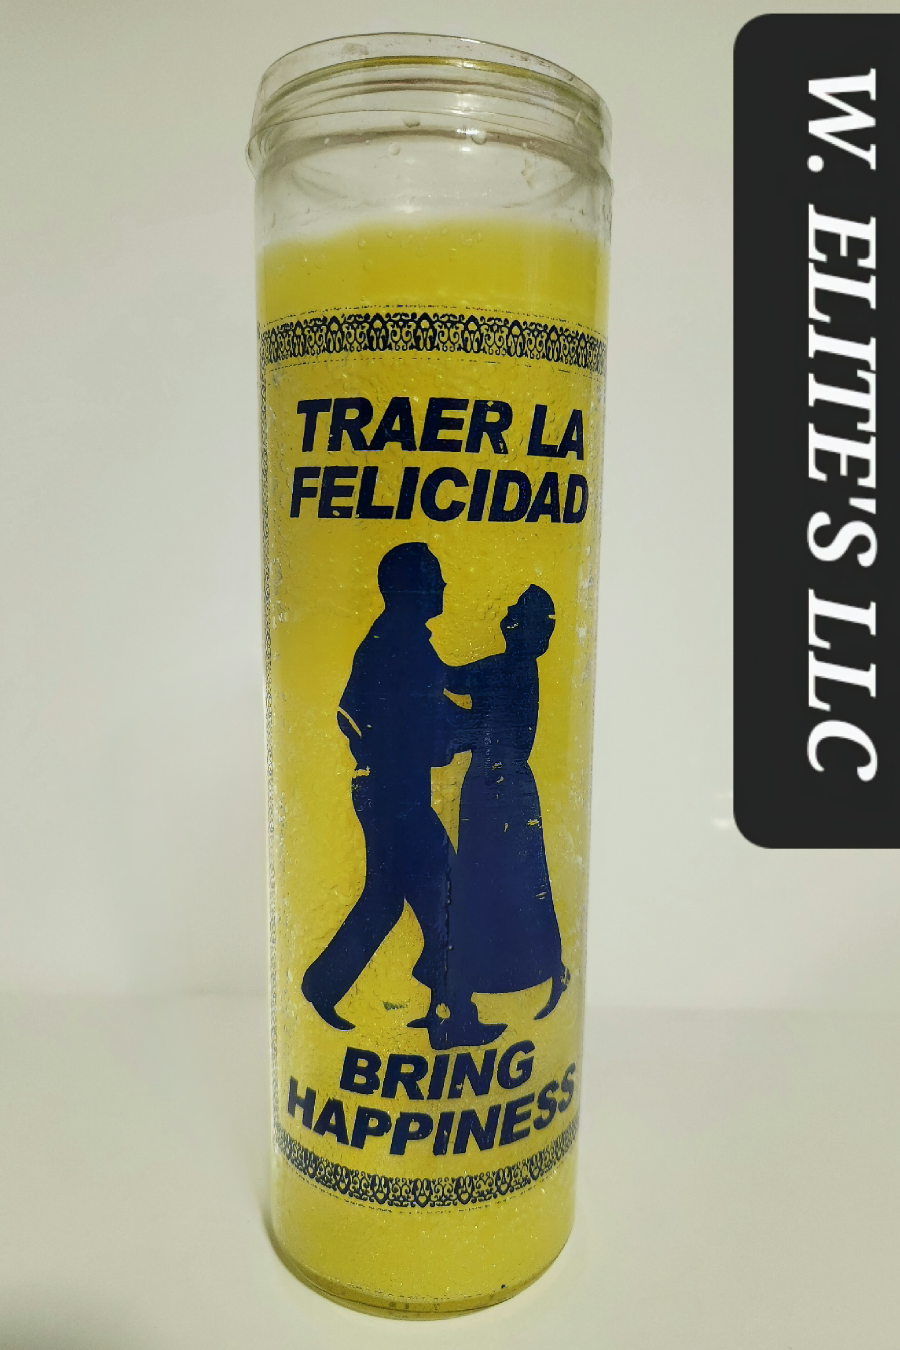 TRAER LA
FELICIDAD
BRING
HAPPINESS
W. ELITE'S LLC